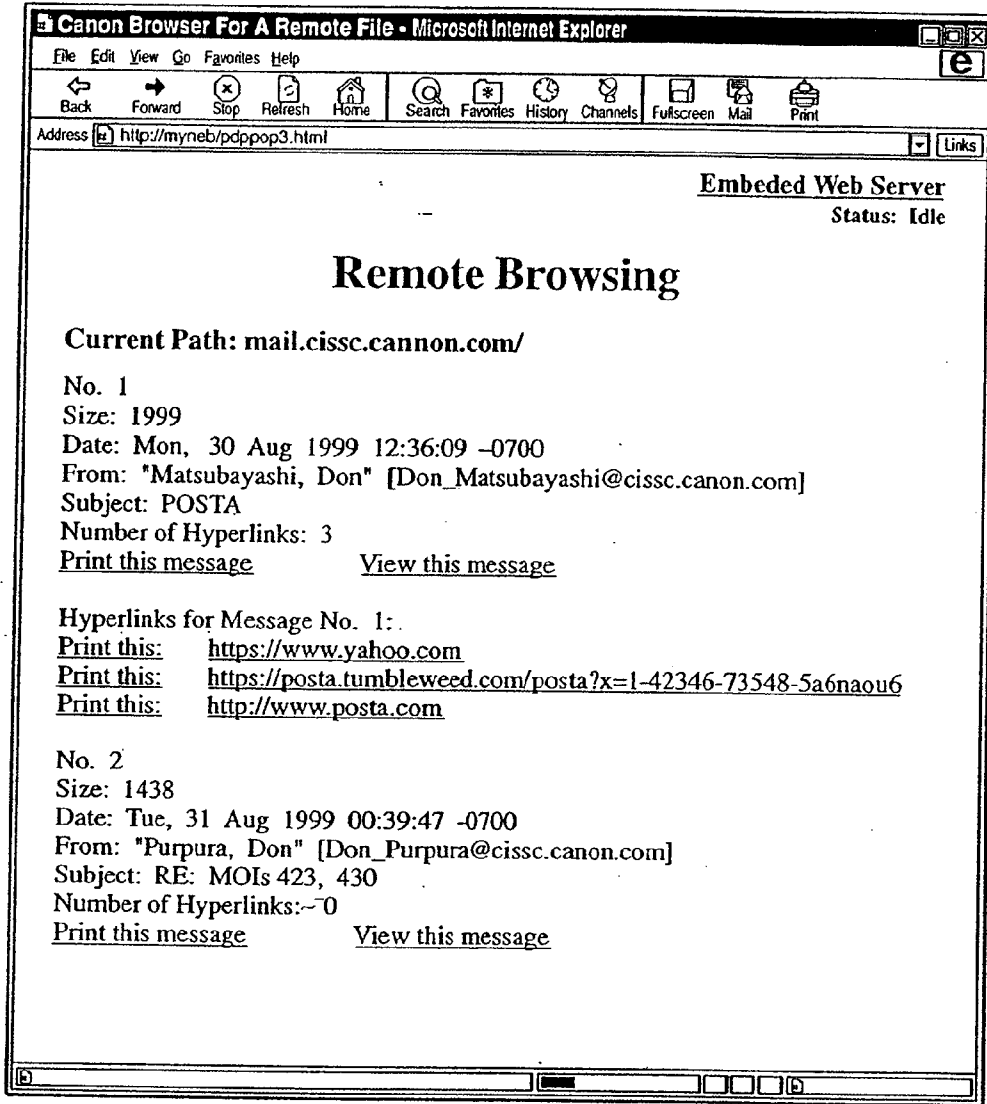 Canon Browser For A Remote File - Microsoft Internet Explorer
File Edit View Go Favorites Help
Back Forward Stop Refresh Home Search Favorites History Channels Fullscreen Mail Print
Address http://myneb/pdppop3.html Links
Embeded Web Server
Status: Idle
Remote Browsing
Current Path: mail.cissc.cannon.com/
No. 1
Size: 1999
Date: Mon, 30 Aug 1999 12:36:09 –0700
From: "Matsubayashi, Don" [Don_Matsubayashi@cissc.canon.com]
Subject: POSTA
Number of Hyperlinks: 3
Print this message View this message
Hyperlinks for Message No. 1:
Print this: https://www.yahoo.com
Print this: https://posta.tumbleweed.com/posta?x=1-42346-73548-5a6naou6
Print this: http://www.posta.com
No. 2
Size: 1438
Date: Tue, 31 Aug 1999 00:39:47 -0700
From: "Purpura, Don" [Don_Purpura@cissc.canon.com]
Subject: RE: MOIs 423, 430
Number of Hyperlinks: 0
Print this message View this message